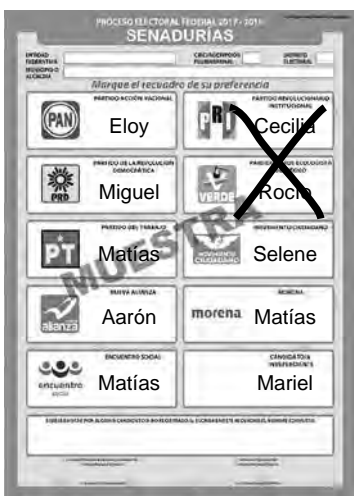 PROCESO ELECTORAL FEDERAL 2017 - 2018
SENADURÍAS
ENTIDAD FEDERATIVA
CIRCUNSCRIPCIÓN PLURINOMINAL
DISTRITO ELECTORAL
MUNICIPIO O ALCALDÍA
Marque el recuadro de su preferencia
PARTIDO ACCIÓN NACIONAL
PAN
Eloy
PARTIDO REVOLUCIONARIO INSTITUCIONAL
PRI
Cecilia
PARTIDO DE LA REVOLUCIÓN DEMOCRÁTICA
PRD
Miguel
VERDE
Rocío
PARTIDO DEL TRABAJO
PT
Matías
MOVIMIENTO CIUDADANO
MOVIMIENTO CIUDADANO
Selene
NUEVA ALIANZA
alianza
Aarón
MORENA
morena
Matías
ENCUENTRO SOCIAL
encuentro social
Matías
CANDIDATO/A INDEPENDIENTE
Mariel
MUESTRA